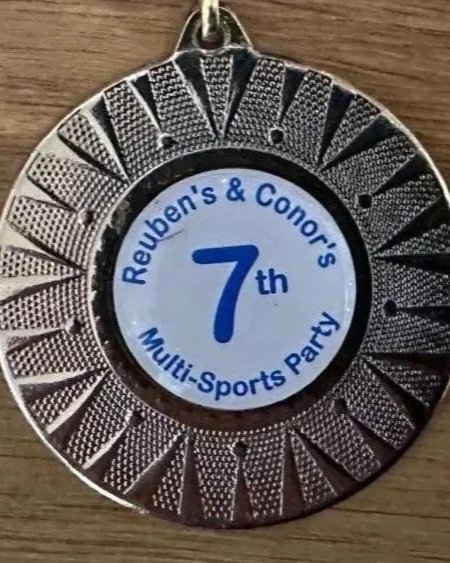 Reuben's & Conor's
7th
Multi-Sports Party